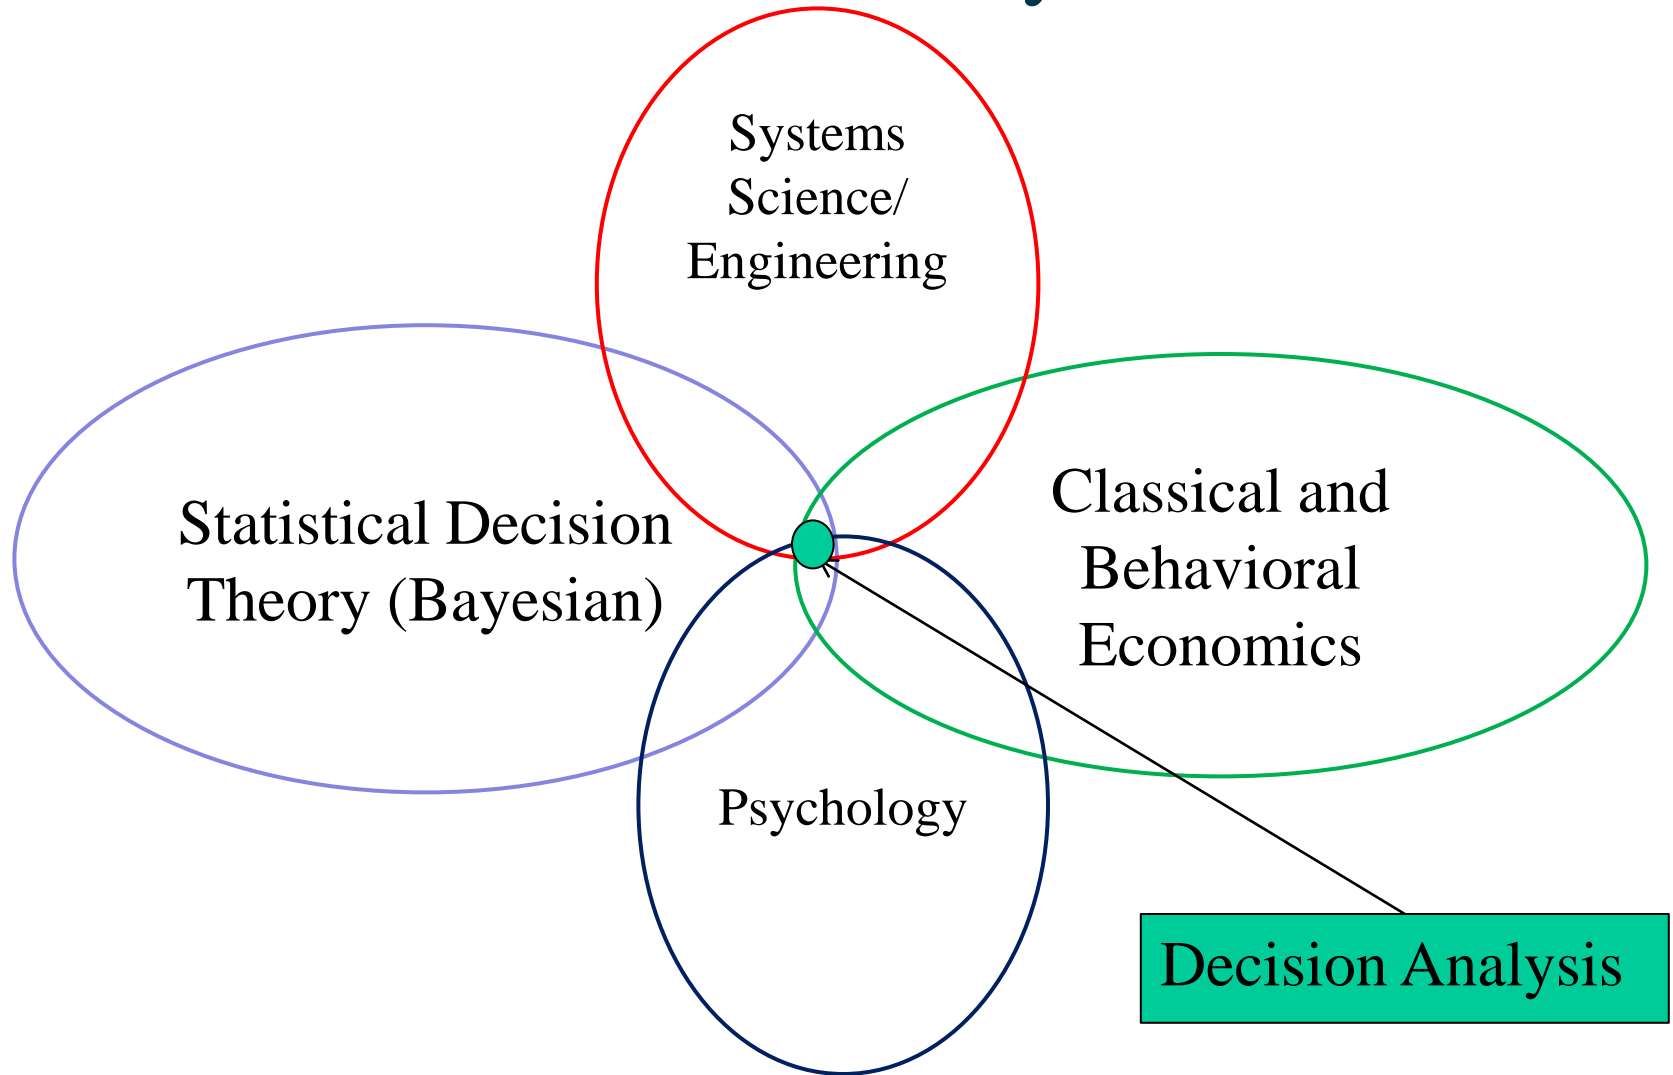 Systems
Science/
Engineering
Statistical Decision
Theory (Bayesian)
Classical and
Behavioral
Economics
Psychology
Decision Analysis